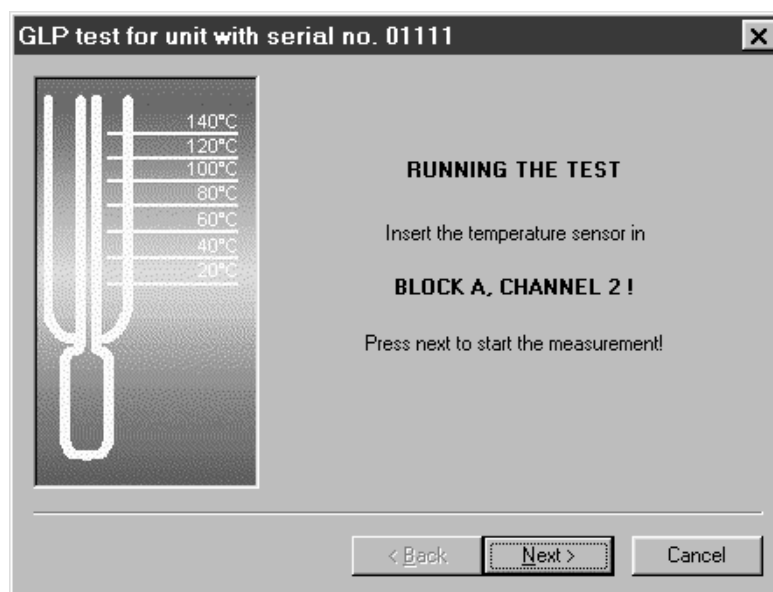 GLP test for unit with serial no. 01111
140°C
120°C
100°C
80°C
60°C
40°C
20°C
RUNNING THE TEST
Insert the temperature sensor in
BLOCK A, CHANNEL 2 !
Press next to start the measurement!
< Back
Next >
Cancel